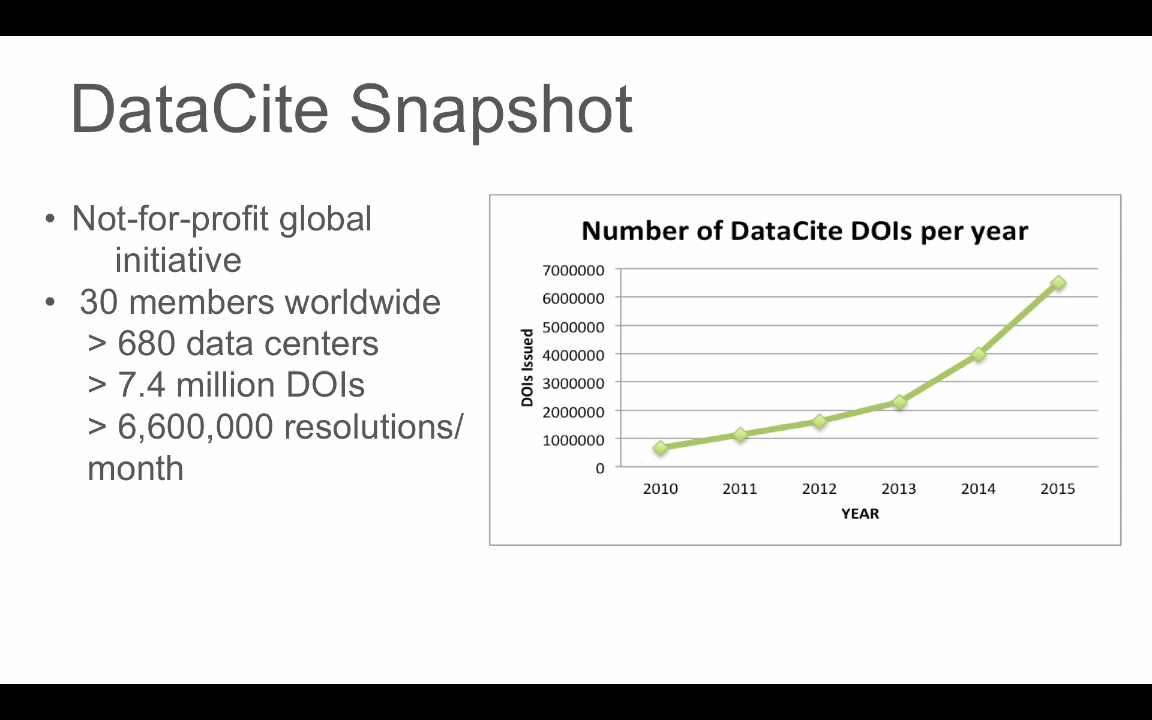 DataCite Snapshot
• Not-for-profit global
initiative
• 30 members worldwide
> 680 data centers
> 7.4 million DOIs
> 6,600,000 resolutions/
month
Number of DataCite DOIs per year
DOIs Issued
7000000
6000000
5000000
4000000
3000000
2000000
1000000
0
2010 2011 2012 2013 2014 2015
YEAR